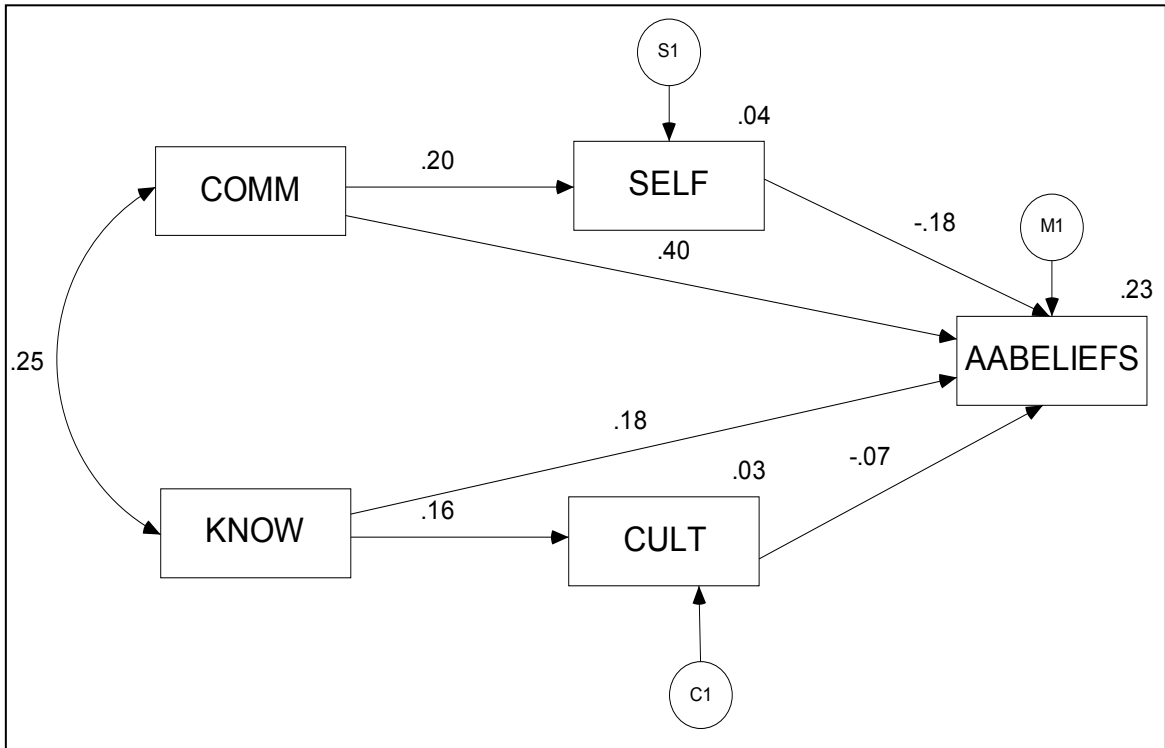 S1
.04
COMM
.20
SELF
-.18
M1
.40
.23
AABELIEFS
.25
.18
-.07
.03
KNOW
.16
CULT
C1